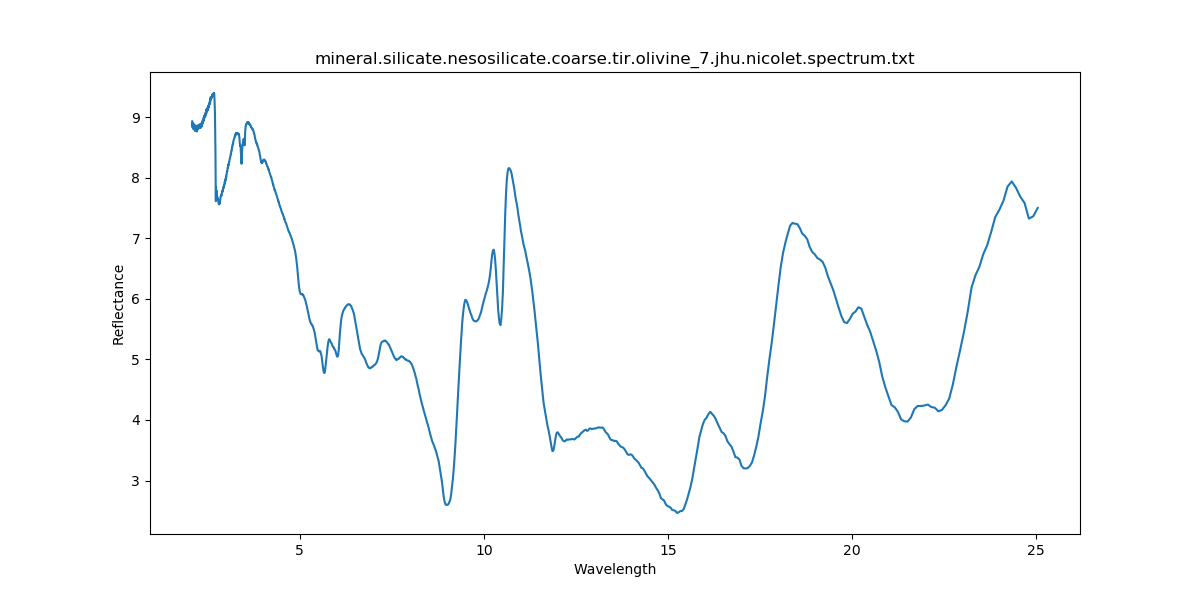 mineral.silicate.nesosilicate.coarse.tir.olivine_7.jhu.nicolet.spectrum.txt
9
8
7
6
5
4
3
Reflectance
5 10 15 20 25
Wavelength